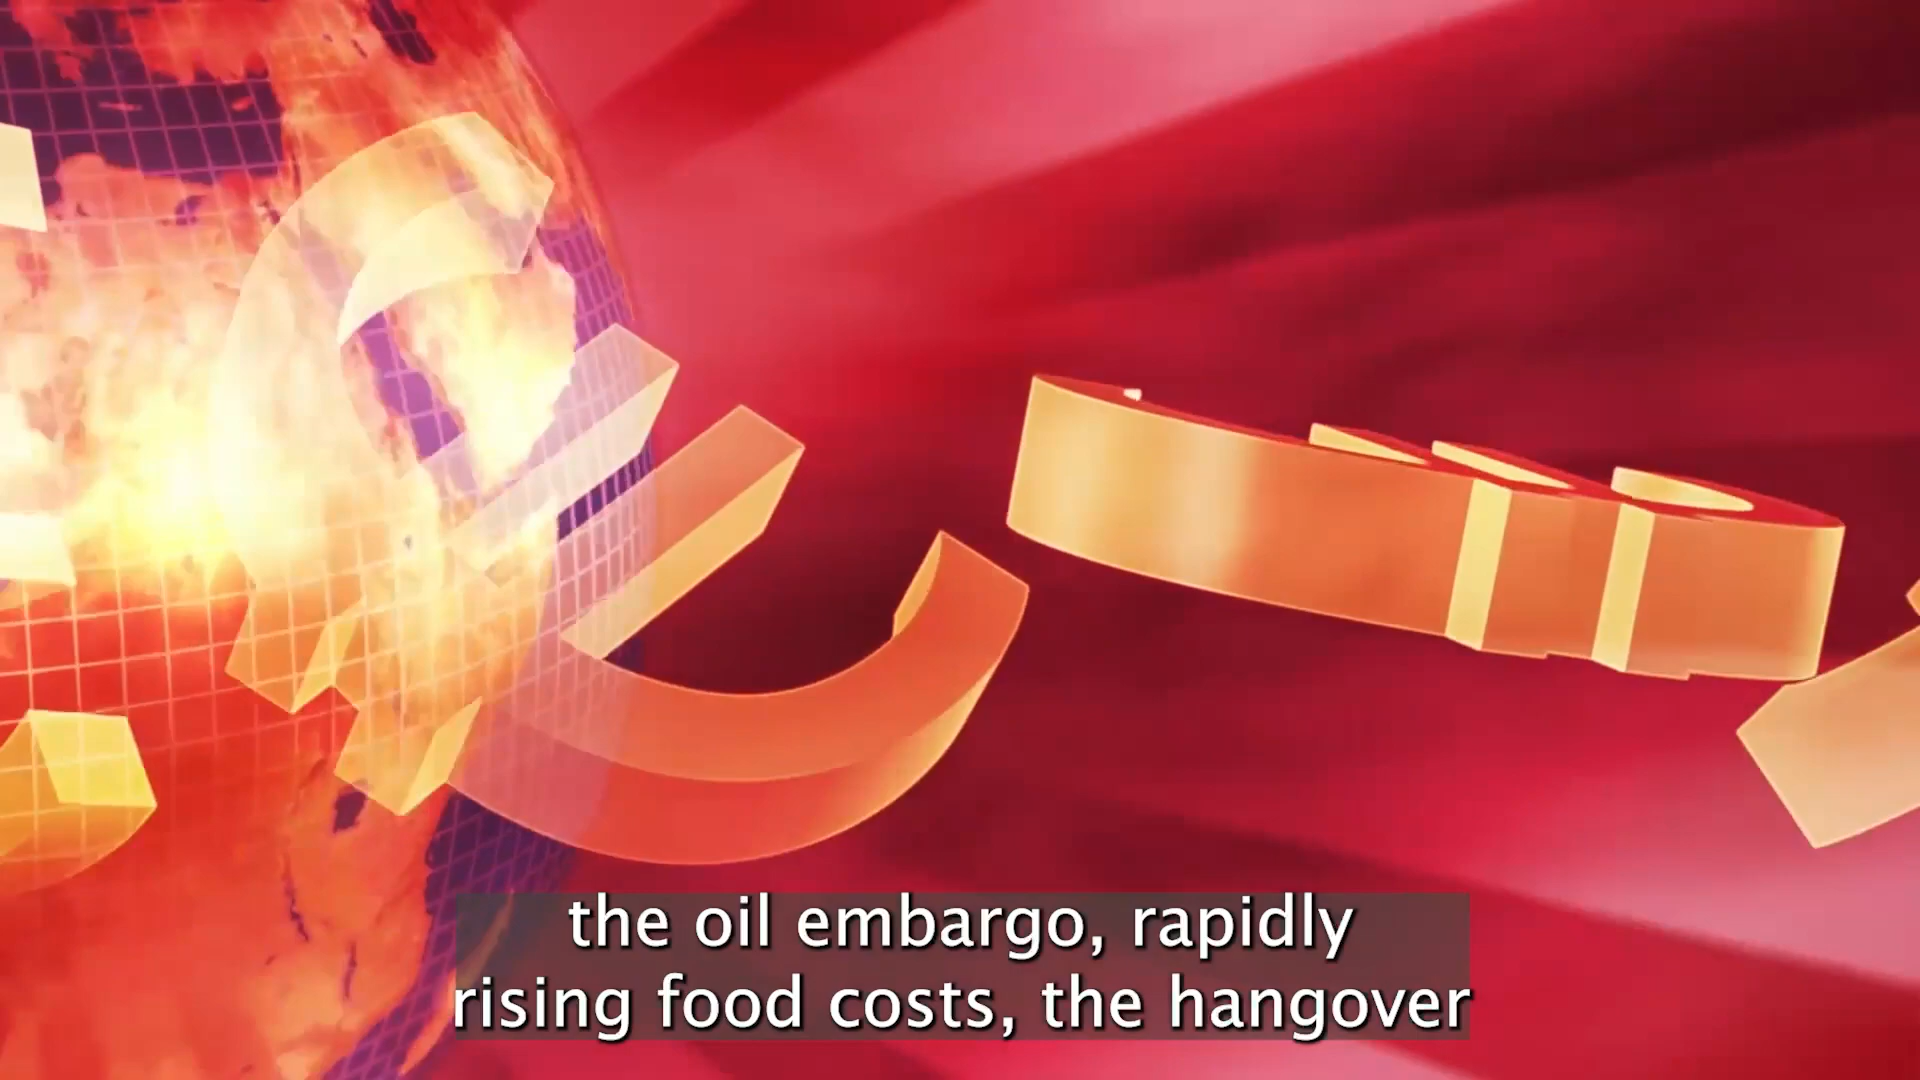 the oil embargo, rapidly
rising food costs, the hangover